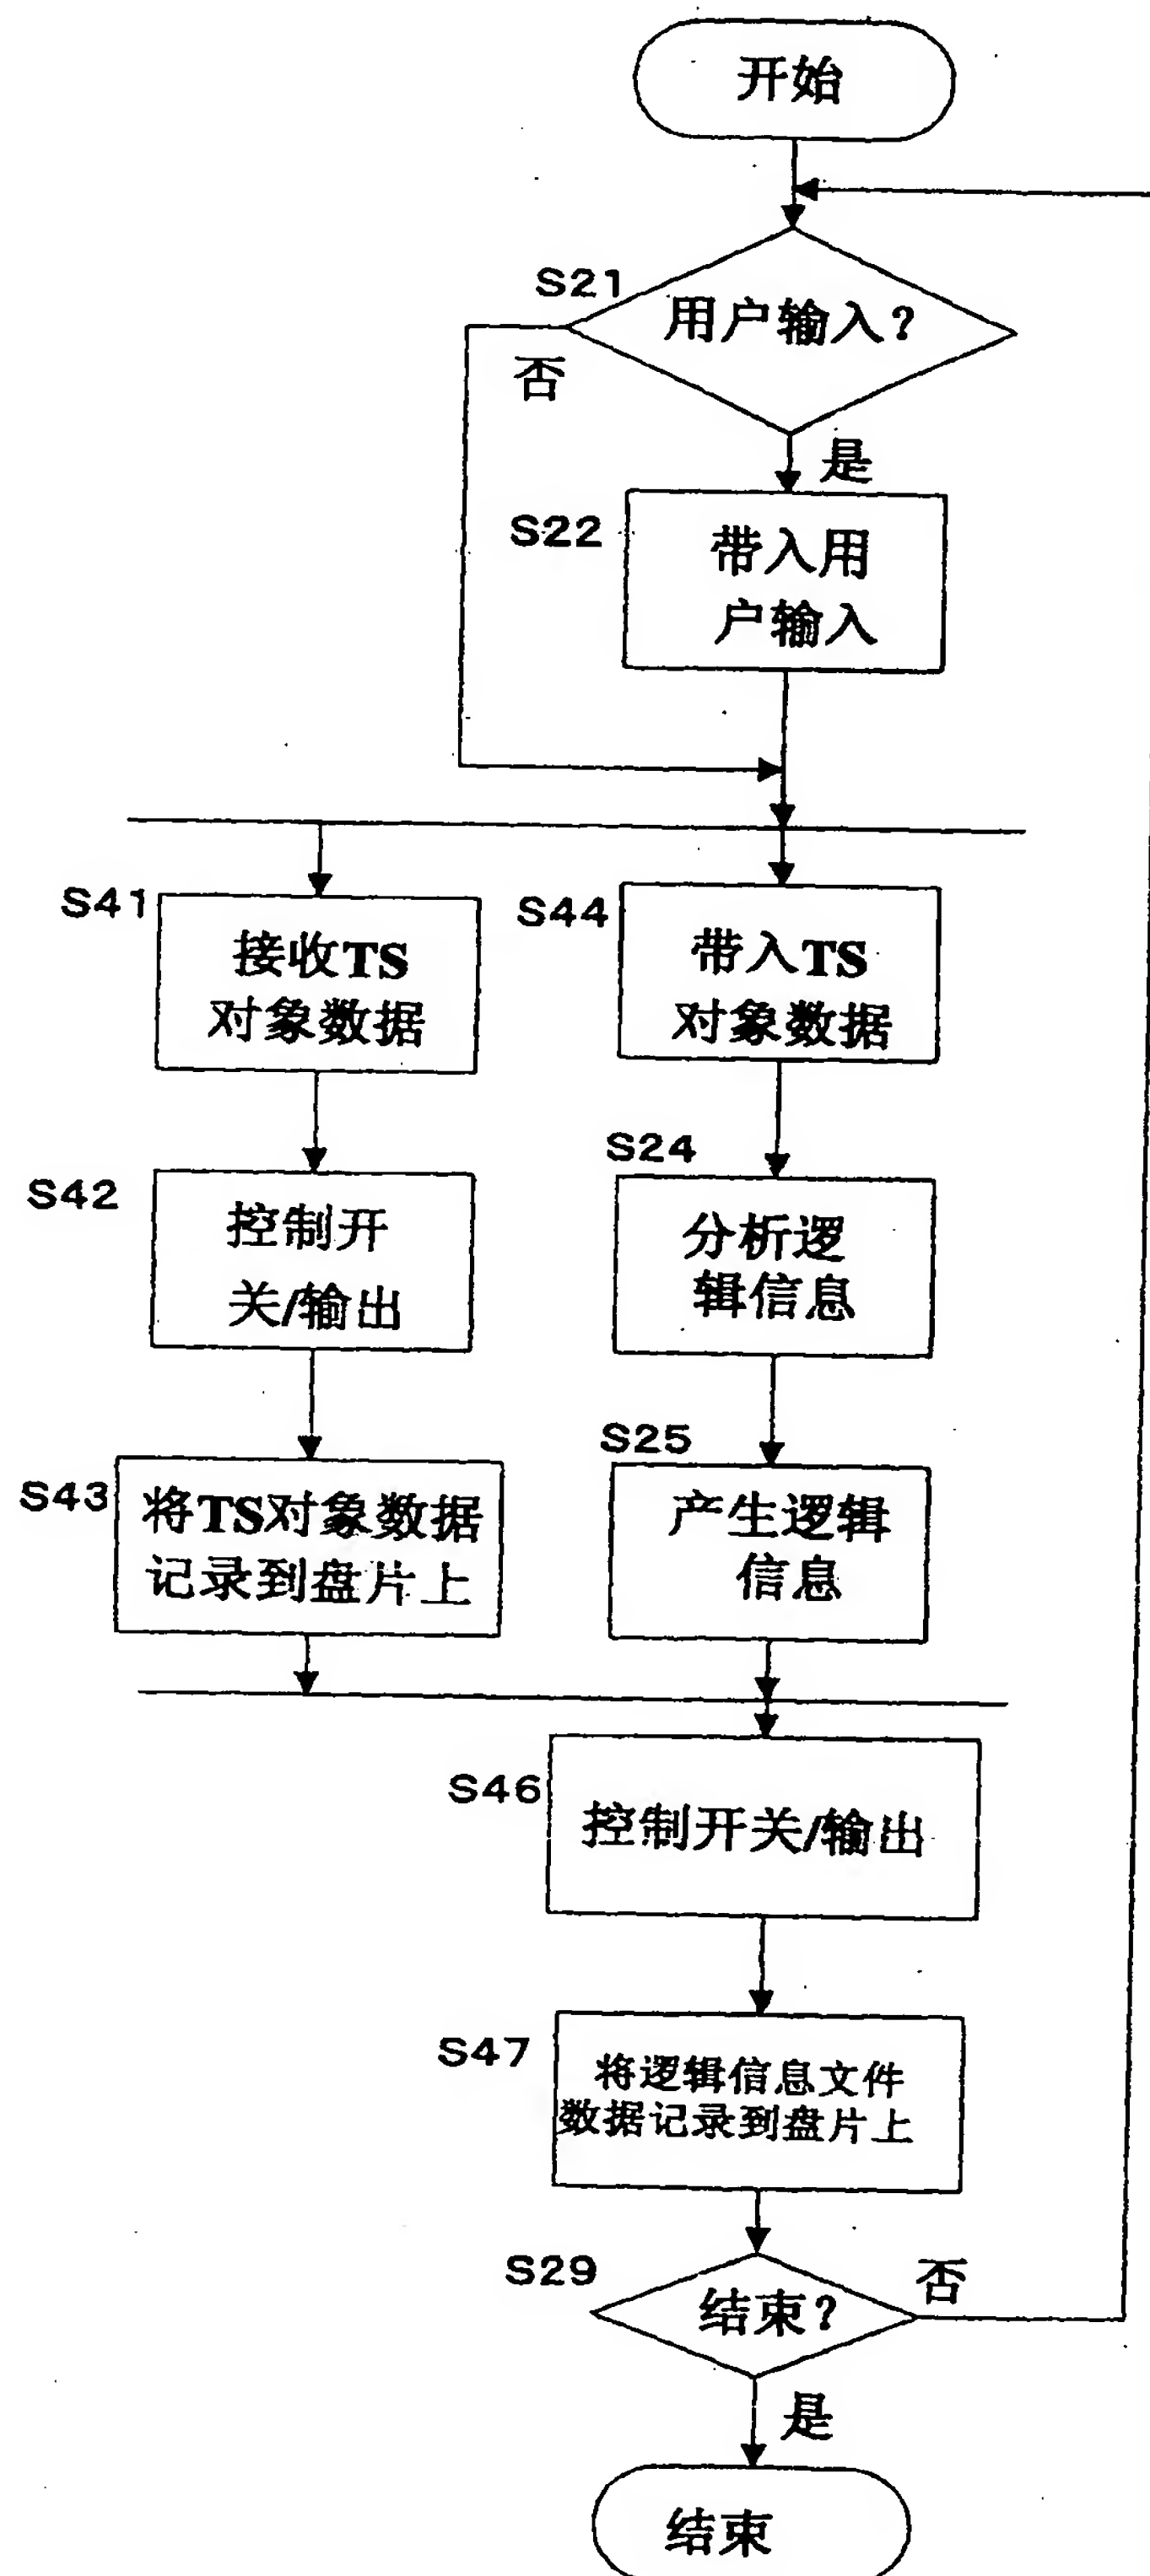 开始
S21
用户输入？
否
是
S22
带入用
户输入
S41
接收TS
对象数据
S44
带入TS
对象数据
S42
控制开
关/输出
S24
分析逻
辑信息
S43
将TS对象数据
记录到盘片上
S25
产生逻辑
信息
S46
控制开关/输出
S47
将逻辑信息文件
数据记录到盘片上
S29
结束？
否
是
结束